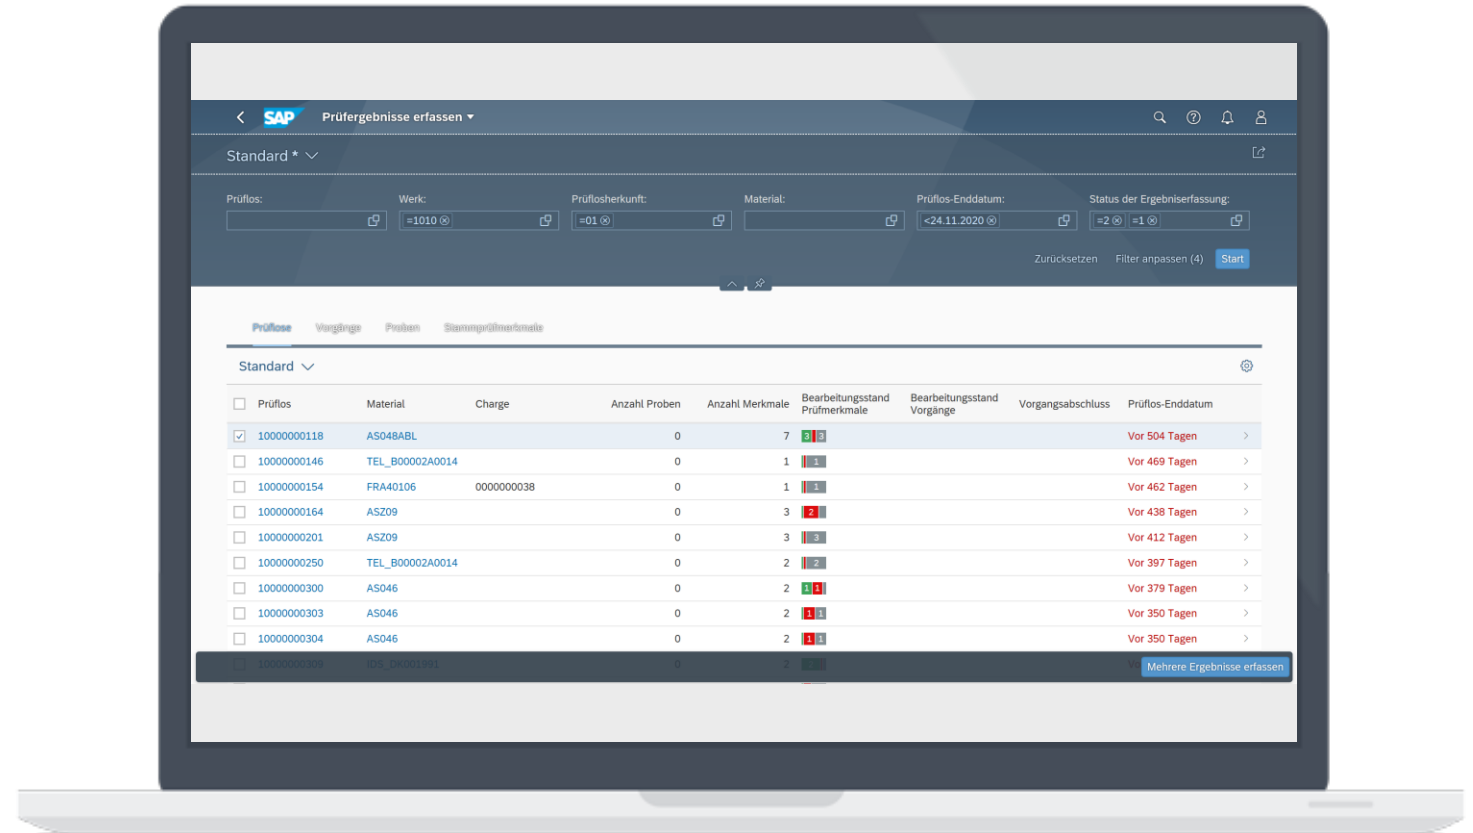 SAP Prüfergebnisse erfassen
Standard *
Prüflos: Werk: Prüflosherkunft: Material: Prüflos-Enddatum: Status der Ergebniserfassung:
=1010 =01 <24.11.2020 =2 =1
Zurücksetzen Filter anpassen (4) Start
Prüflose Vorgänge Proben Stammprüfmerkmale
Standard
Prüflos Material Charge Anzahl Proben Anzahl Merkmale Bearbeitungsstand Prüfmerkmale Bearbeitungsstand Vorgänge Vorgangsabschluss Prüflos-Enddatum
10000000118 AS048ABL 0 7 3 3 Vor 504 Tagen
10000000146 TEL_B00002A0014 0 1 1 Vor 469 Tagen
10000000154 FRA40106 0000000038 0 1 1 Vor 462 Tagen
10000000164 ASZ09 0 3 2 Vor 438 Tagen
10000000201 ASZ09 0 3 3 Vor 412 Tagen
10000000250 TEL_B00002A0014 0 2 2 Vor 397 Tagen
10000000300 AS046 0 2 1 1 Vor 379 Tagen
10000000303 AS046 0 2 1 1 Vor 350 Tagen
10000000304 AS046 0 2 1 1 Vor 350 Tagen
10000000309 0 2 Mehrere Ergebnisse erfassen